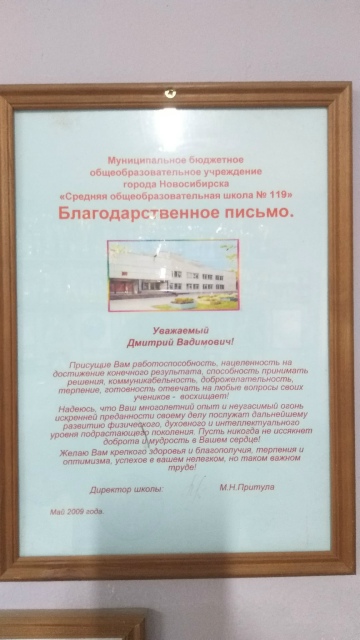 Муниципальное бюджетное
общеобразовательное учреждение
города Новосибирска
«Средняя общеобразовательная школа № 119»
Благодарственное письмо.
Уважаемый
Дмитрий Вадимович!
Присущие Вам работоспособность, нацеленность на
достижение конечного результата, способность принимать
решения, коммуникабельность, доброжелательность,
терпение, готовность отвечать на любые вопросы своих
учеников - восхищает!
Надеюсь, что Ваш многолетний опыт и неугасимый огонь
искренней преданности своему делу послужат дальнейшему
развитию физического, духовного и интеллектуального
уровня подрастающего поколения. Пусть никогда не иссякнет
доброта и мудрость в Вашем сердце!
Желаю Вам крепкого здоровья и благополучия, терпения и
оптимизма, успехов в вашем нелегком, но таком важном
труде!
Директор школы: М.Н.Притула
Май 2009 года.